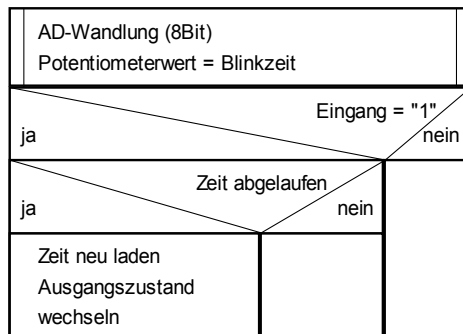 AD-Wandlung (8Bit)
Potentiometerwert = Blinkzeit
Eingang = "1"
ja
nein
Zeit abgelaufen
ja
nein
Zeit neu laden
Ausgangszustand
wechseln